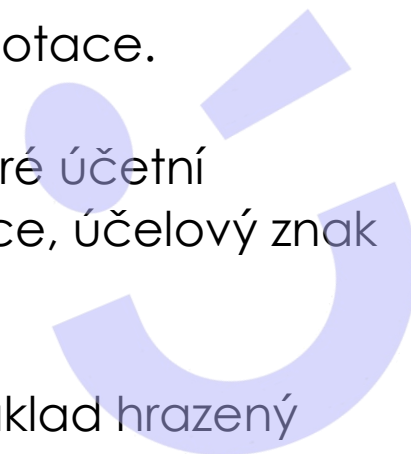 otace.
ré účetní
ce, účelový znak
klad hrazený